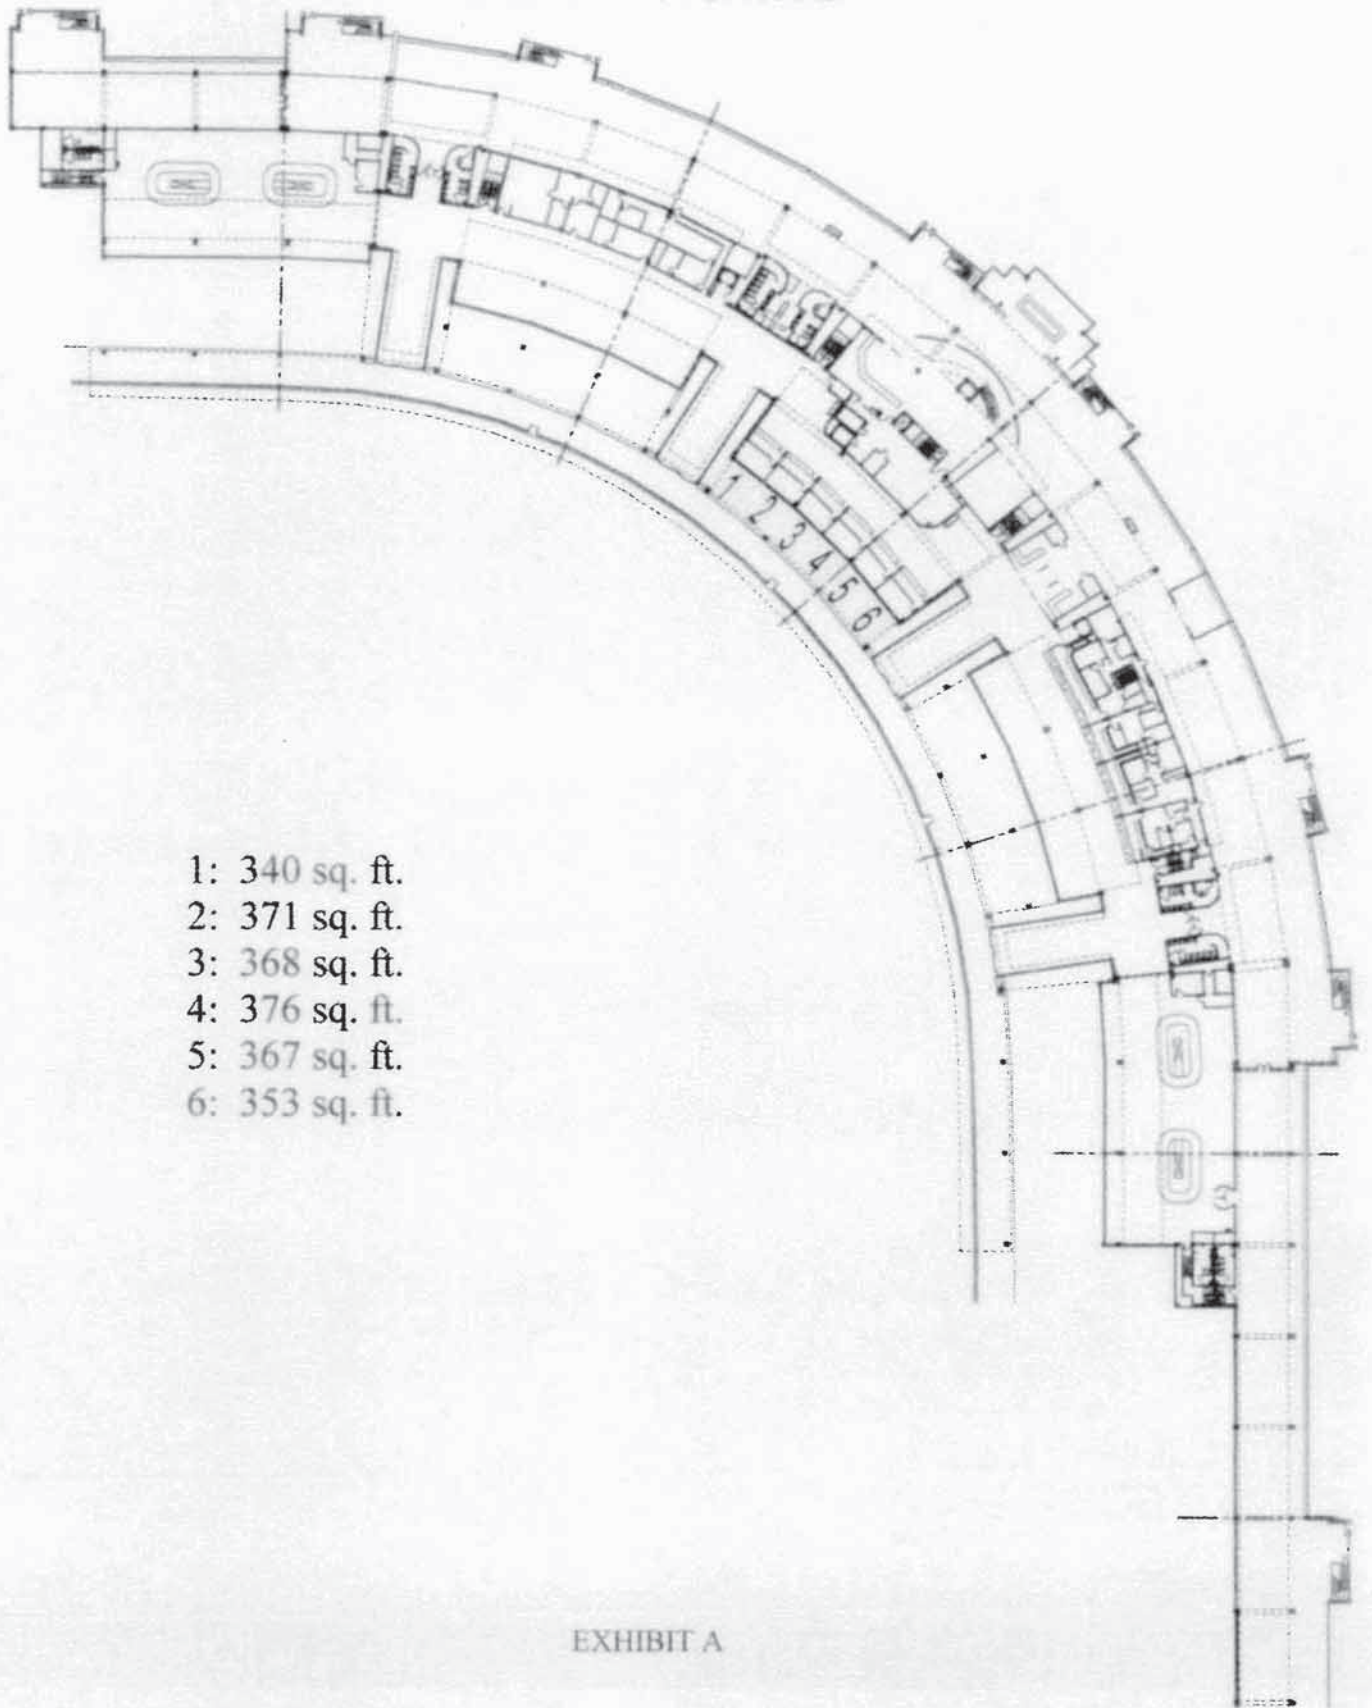 1
2
3
4
5
6
1: 340 sq. ft.
2: 371 sq. ft.
3: 368 sq. ft.
4: 376 sq. ft.
5: 367 sq. ft.
6: 353 sq. ft.
EXHIBIT A